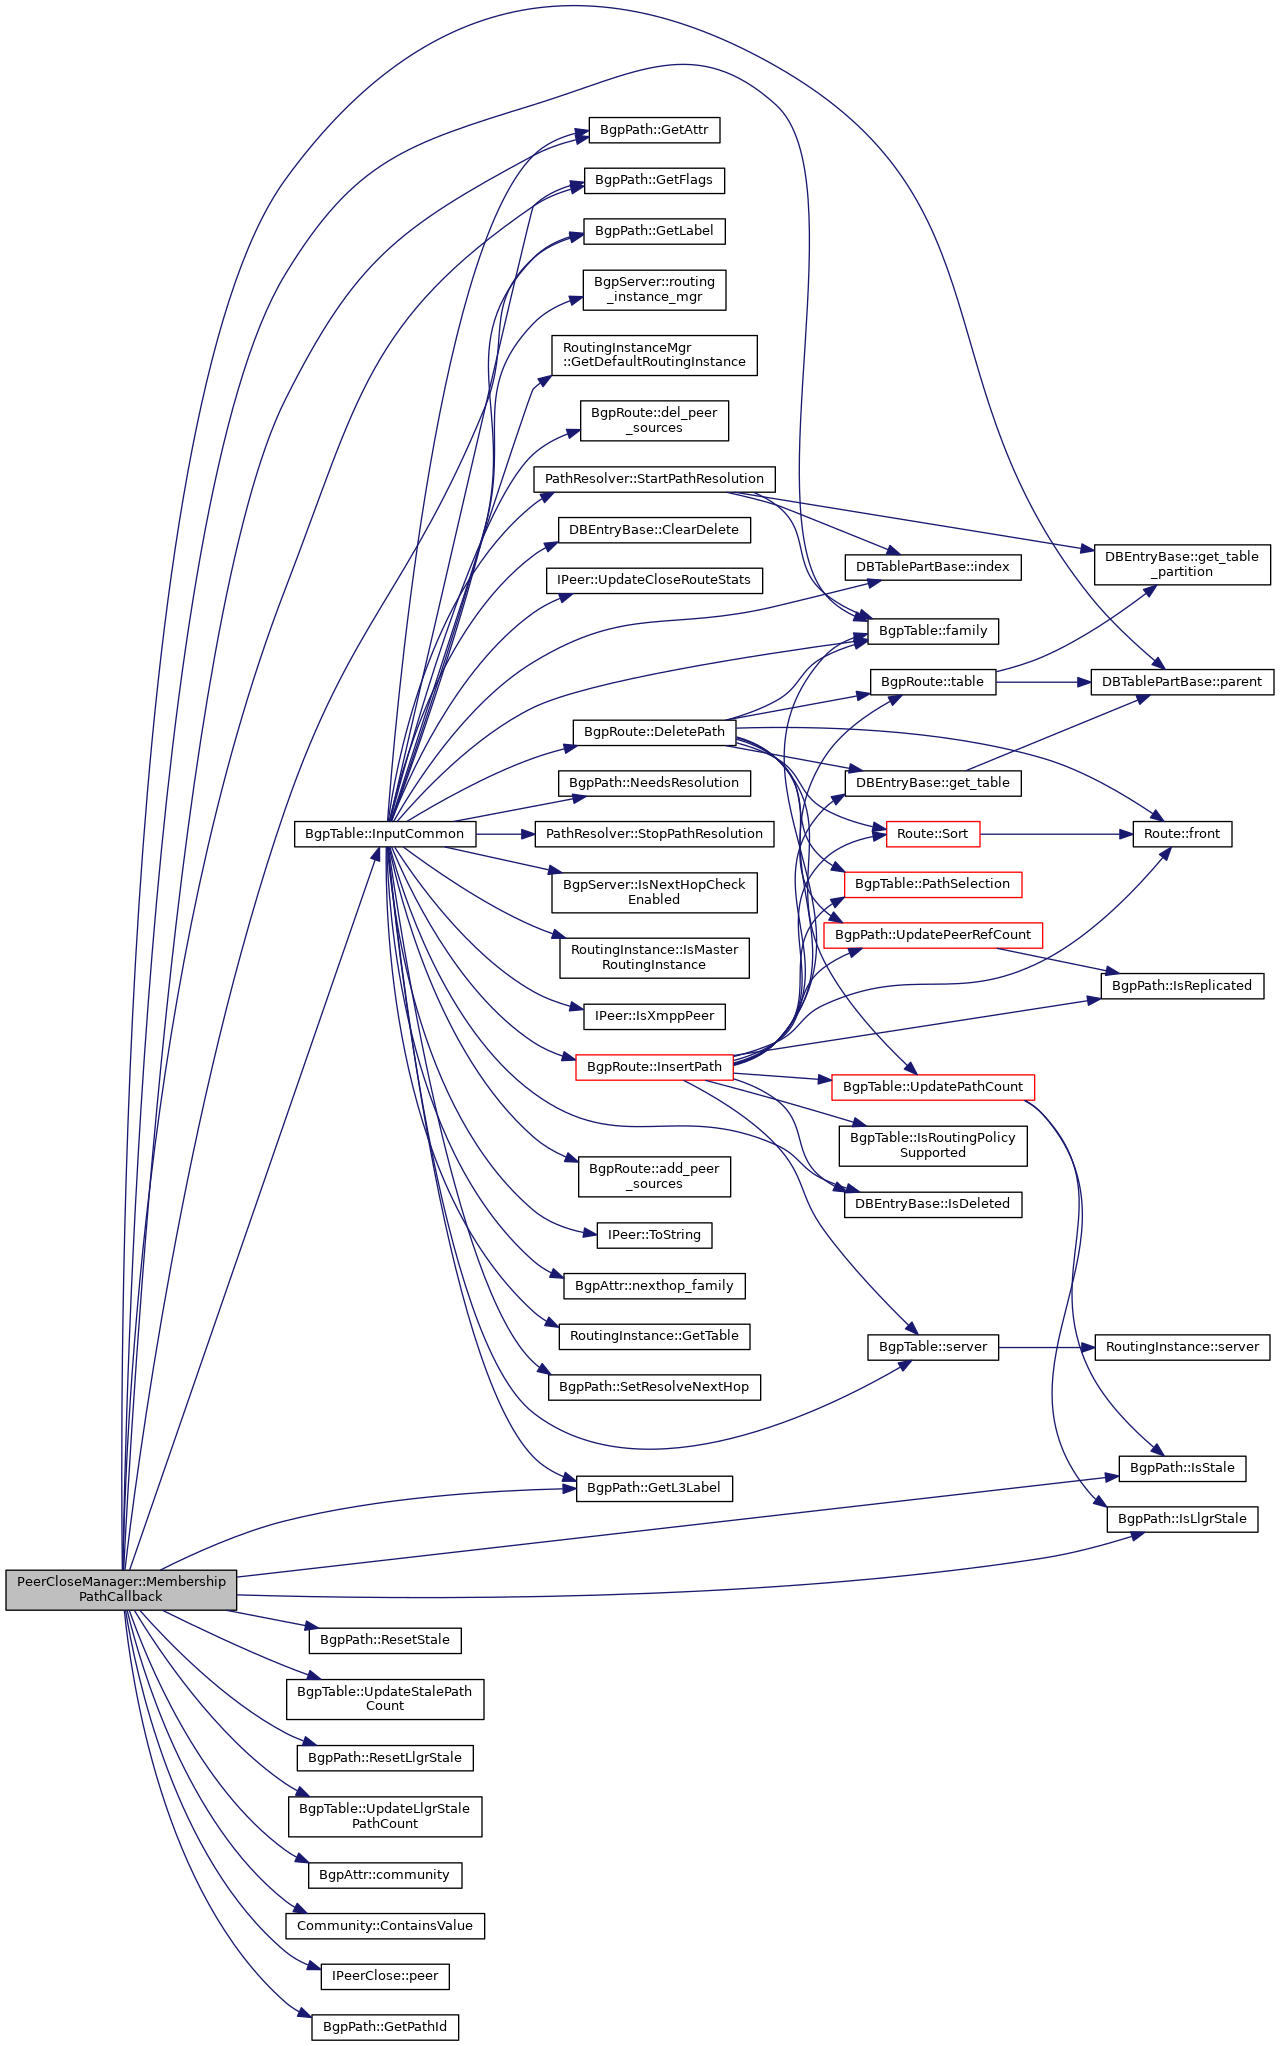 BgpPath::GetAttr
BgpPath::GetFlags
BgpPath::GetLabel
BgpServer::routing
_instance_mgr
RoutingInstanceMgr
::GetDefaultRoutingInstance
BgpRoute::del_peer
_sources
PathResolver::StartPathResolution
DBEntryBase::ClearDelete
IPeer::UpdateCloseRouteStats
DBTablePartBase::index
DBEntryBase::get_table
_partition
BgpTable::family
BgpRoute::table
DBTablePartBase::parent
BgpRoute::DeletePath
BgpPath::NeedsResolution
DBEntryBase::get_table
BgpTable::InputCommon
PathResolver::StopPathResolution
Route::Sort
Route::front
BgpServer::IsNextHopCheck
Enabled
BgpTable::PathSelection
BgpPath::UpdatePeerRefCount
RoutingInstance::IsMaster
RoutingInstance
BgpPath::IsReplicated
IPeer::IsXmppPeer
BgpRoute::InsertPath
BgpTable::UpdatePathCount
BgpTable::IsRoutingPolicy
Supported
BgpRoute::add_peer
_sources
DBEntryBase::IsDeleted
IPeer::ToString
BgpAttr::nexthop_family
RoutingInstance::GetTable
BgpTable::server
RoutingInstance::server
BgpPath::SetResolveNextHop
BgpPath::GetL3Label
BgpPath::IsStale
BgpPath::IsLlgrStale
PeerCloseManager::Membership
PathCallback
BgpPath::ResetStale
BgpTable::UpdateStalePath
Count
BgpPath::ResetLlgrStale
BgpTable::UpdateLlgrStale
PathCount
BgpAttr::community
Community::ContainsValue
IPeerClose::peer
BgpPath::GetPathId